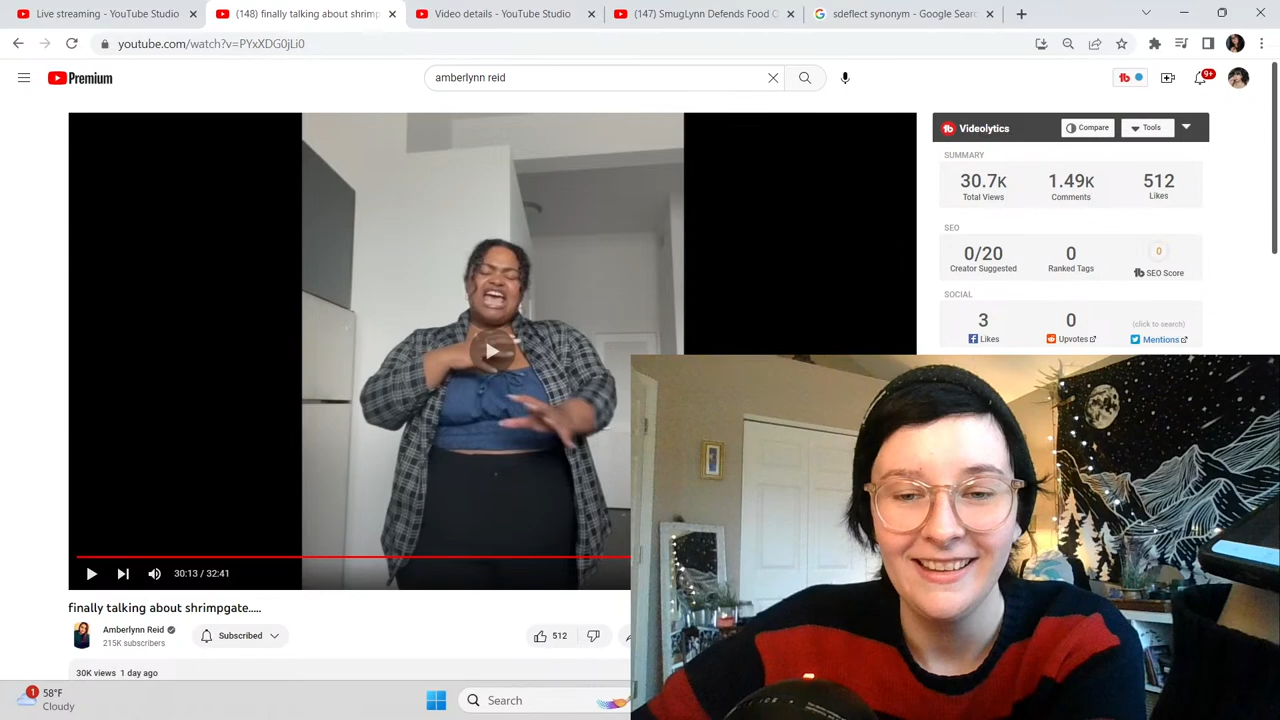 Live streaming - YouTube Studio
(148) finally talking about shrimp
Video details - YouTube Studio
(147) SmugLynn Defends Food O
sdeflect synonym - Google Sear
youtube.com/watch?v=PYxXDG0jLi0
Premium
amberlynn reid
9+
Videolytics
Compare
Tools
SUMMARY
30.7K
1.49K
512
Total Views
Comments
Likes
SEO
0/20
0
0
Creator Suggested
Ranked Tags
SEO Score
SOCIAL
3
0
(click to search)
Likes
Upvotes
Mentions
30:13 / 32:41
finally talking about shrimpgate.....
Amberlynn Reid
215K subscribers
Subscribed
512
30K views 1 day ago
1
58°F
Cloudy
Search